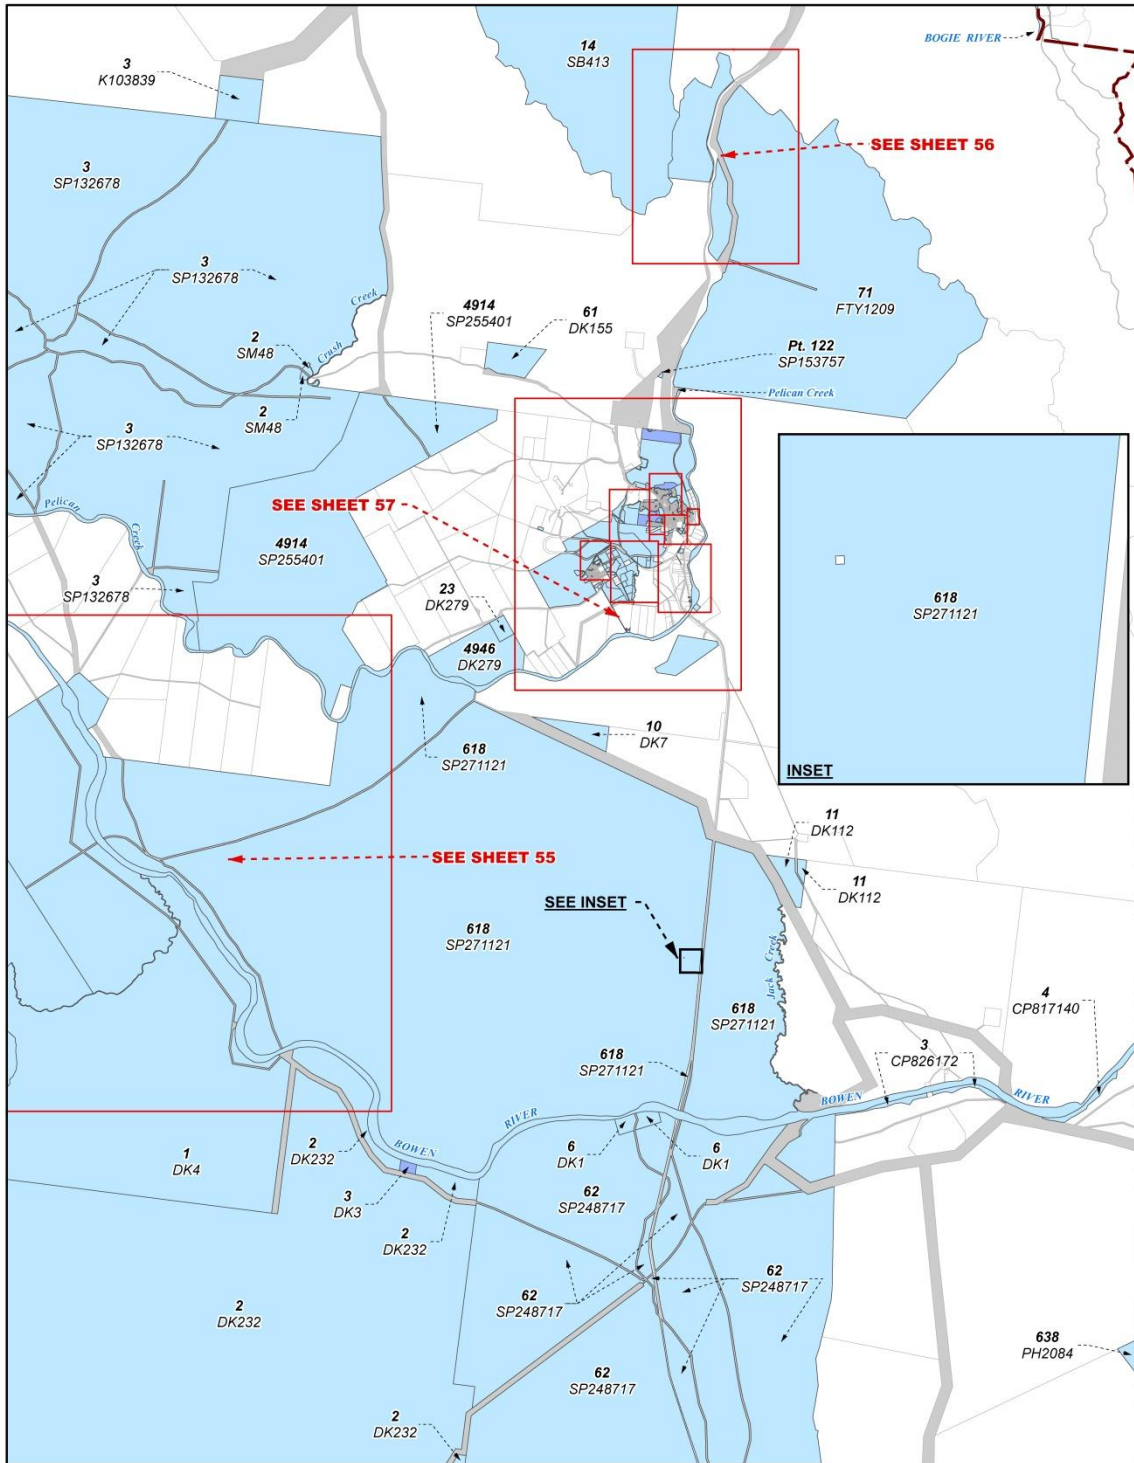 14
SB413
BOGIE RIVER
3
K103839
SEE SHEET 56
3
SP132678
3
SP132678
71
FTY1209
Creek
Crush
4914
SP255401
61
DK155
2
SM48
Pt. 122
SP153757
Pelican Creek
2
SM48
3
SP132678
Pelican
Creek
SEE SHEET 57
4914
SP255401
3
SP132678
23
DK279
4946
DK279
618
SP271121
INSET
10
DK7
618
SP271121
11
DK112
SEE SHEET 55
11
DK112
SEE INSET
618
SP271121
Jack Creek
618
SP271121
4
CP817140
3
CP826172
618
SP271121
BOWEN
RIVER
RIVER
BOWEN
1
DK4
2
DK232
6
DK1
6
DK1
3
DK3
62
SP248717
2
DK232
62
SP248717
62
SP248717
2
DK232
638
PH2084
62
SP248717
2
DK232